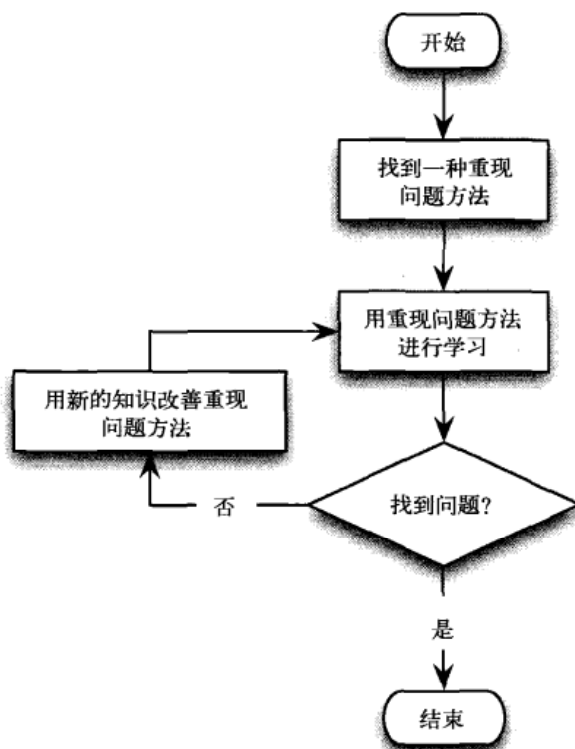 开始
找到一种重现
问题方法
用重现问题方法
进行学习
用新的知识改善重现
问题方法
找到问题?
否
是
结束